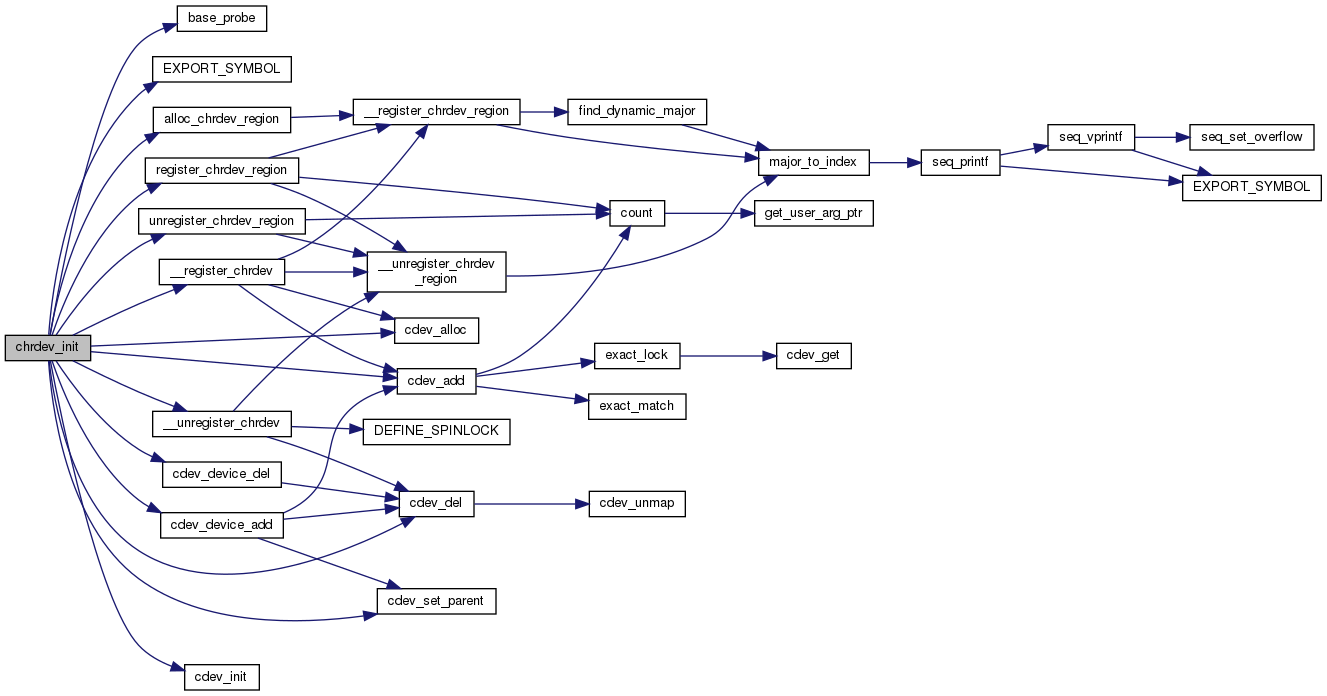 base_probe
EXPORT_SYMBOL
alloc_chrdev_region
__register_chrdev_region
find_dynamic_major
seq_vprintf
seq_set_overflow
register_chrdev_region
major_to_index
seq_printf
EXPORT_SYMBOL
unregister_chrdev_region
count
get_user_arg_ptr
__register_chrdev
__unregister_chrdev
_region
cdev_alloc
chrdev_init
exact_lock
cdev_get
cdev_add
exact_match
__unregister_chrdev
DEFINE_SPINLOCK
cdev_device_del
cdev_del
cdev_unmap
cdev_device_add
cdev_set_parent
cdev_init